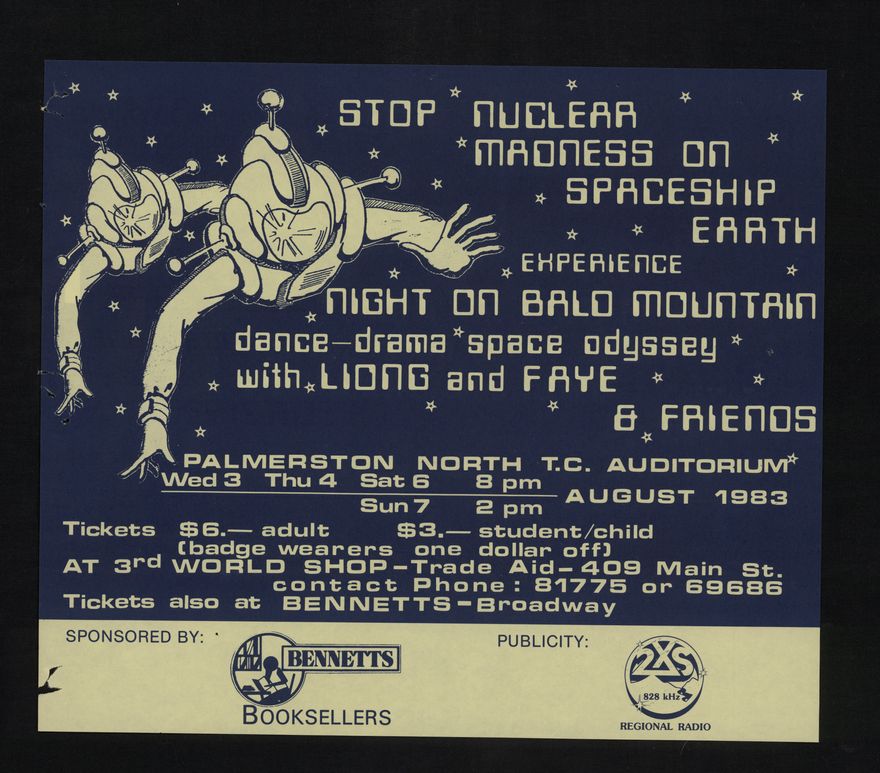 STOP NUCLEAR
MADNESS ON
SPACESHIP
EARTH
EXPERIENCE
NIGHT ON BALD MOUNTAIN
dance-drama space odyssey
with LIONG and FAYE
& FRIENDS
PALMERSTON NORTH T.C. AUDITORIUM
Wed 3 Thu 4 Sat 6 8 pm
Sun 7 2 pm
AUGUST 1983
Tickets $6.— adult $3.— student/child
(badge wearers one dollar off)
AT 3rd WORLD SHOP-Trade Aid-409 Main St.
contact Phone: 81775 or 69686
Tickets also at BENNETTS-Broadway
SPONSORED BY:
BENNETTS
BOOKSELLERS
PUBLICITY:
2XS
828 kHz
REGIONAL RADIO